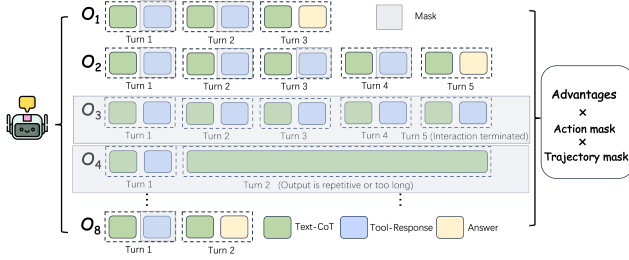 O1
Turn 1 Turn 2 Turn 3
Mask
O2
Turn 1 Turn 2 Turn 3 Turn 4 Turn 5
O3
Turn 1 Turn 2 Turn 3 Turn 4 Turn 5 (Interaction terminated)
O4
Turn 1 Turn 2 (Output is repetitive or too long)
O8
Turn 1 Turn 2
Text-CoT Tool-Response Answer
Advantages
×
Action mask
×
Trajectory mask